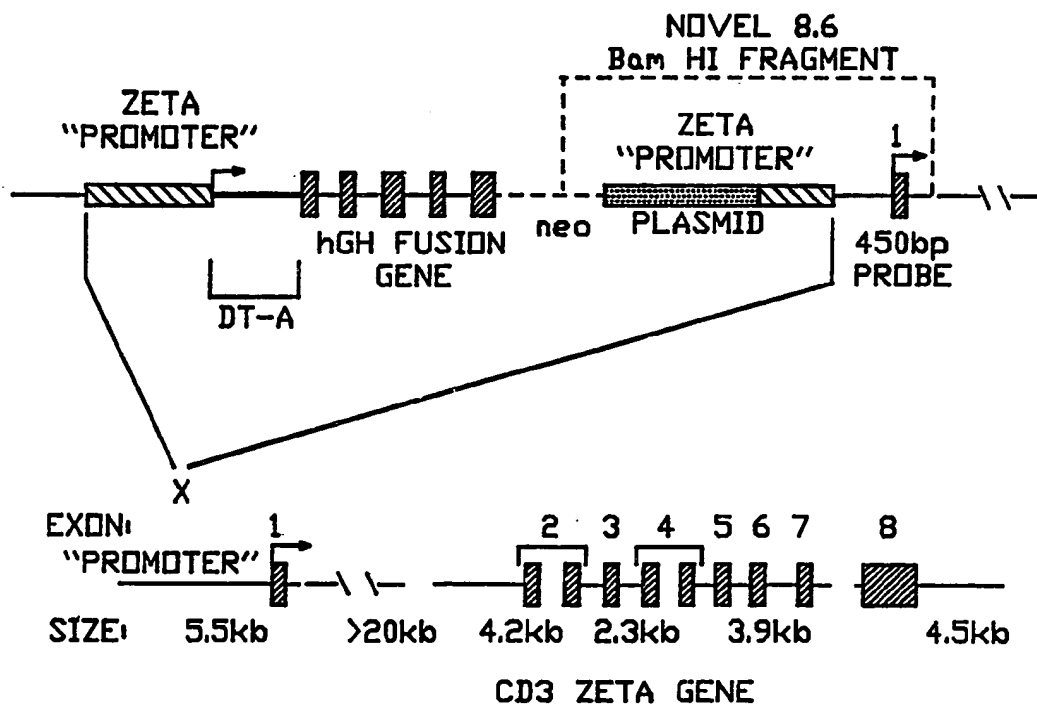 NOVEL 8.6
Bam HI FRAGMENT
ZETA
"PROMOTER"
ZETA
"PROMOTER"
1
neo
PLASMID
hGH FUSION
GENE
450bp
PROBE
DT-A
X
EXON: 1 2 3 4 5 6 7 8
"PROMOTER"
SIZE: 5.5kb >20kb 4.2kb 2.3kb 3.9kb 4.5kb
CD3 ZETA GENE